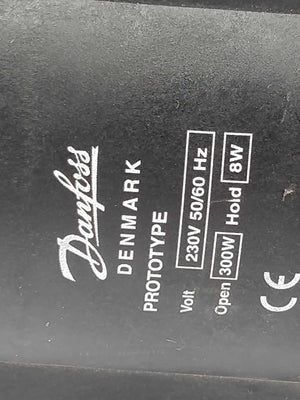 Danfoss
DENMARK
PROTOTYPE
Volt 230V 50/60 Hz
Open 300W Hold 8W
CE